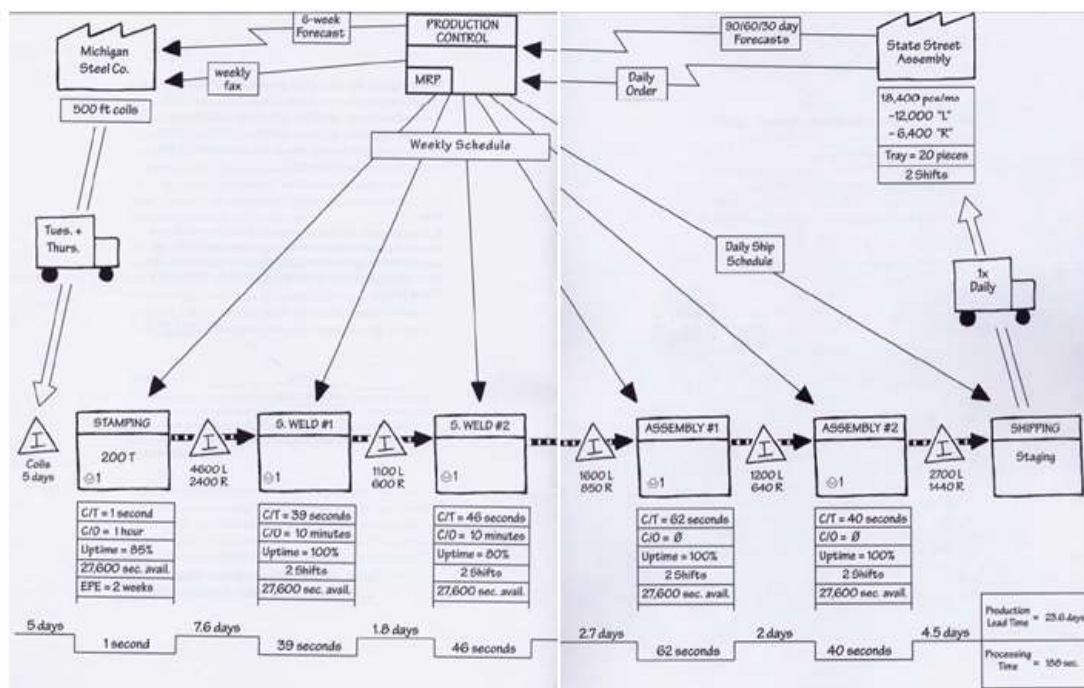 6-week
Forecast
PRODUCTION
CONTROL
90/60/30 day
Forecasts
Michigan
Steel Co.
State Street
Assembly
weekly
fax
MRP
Daily
Order
500 ft coils
18,400 pcs/mo
-12,000 "L"
-6,400 "R"
Tray = 20 pieces
2 Shifts
Weekly Schedule
Tues. +
Thurs.
Daily Ship
Schedule
1x
Daily
I
Coils
5 days
STAMPING
200 T
1
I
4600 L
2400 R
S. WELD #1
1
I
1100 L
600 R
S. WELD #2
1
I
1600 L
850 R
ASSEMBLY #1
1
I
1200 L
640 R
ASSEMBLY #2
1
I
2700 L
1440 R
SHIPPING
Staging
C/T = 1 second
C/O = 1 hour
Uptime = 85%
27,600 sec. avail.
EPE = 2 weeks
C/T = 39 seconds
C/O = 10 minutes
Uptime = 100%
2 Shifts
27,600 sec. avail.
C/T = 46 seconds
C/O = 10 minutes
Uptime = 80%
2 Shifts
27,600 sec. avail.
C/T = 62 seconds
C/O = Ø
Uptime = 100%
2 Shifts
27,600 sec. avail.
C/T = 40 seconds
C/O = Ø
Uptime = 100%
2 Shifts
27,600 sec. avail.
5 days
1 second
7.6 days
39 seconds
1.8 days
46 seconds
2.7 days
62 seconds
2 days
40 seconds
4.5 days
Production
Lead Time = 23.6 days
Processing
Time = 188 sec.